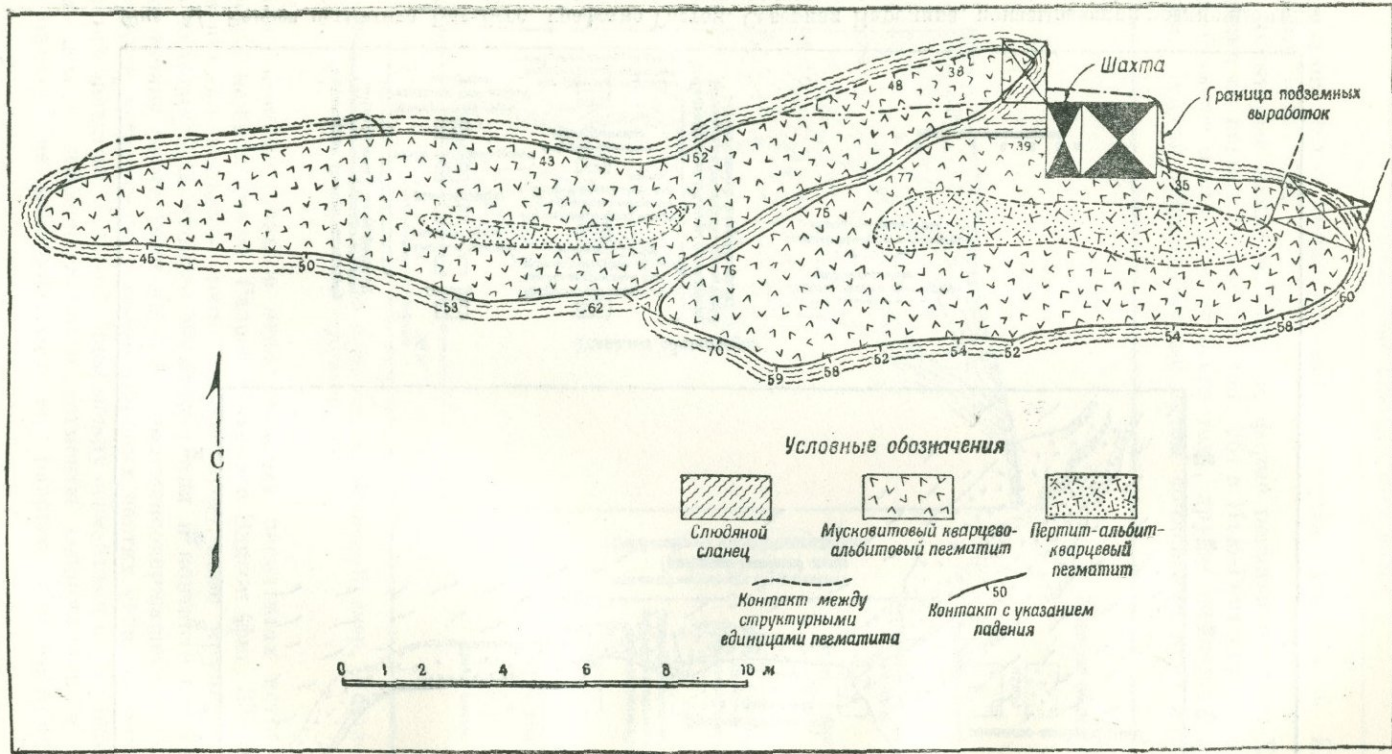 Шахта
Граница подземных
выработок
48 38
43 52 39
77 35
75
46 50 76
53 62 60
70 58
59 58 52 54 52 54
С
Условные обозначения
Слюдяной
сланец
Мусковитовый кварцево-
альбитовый пегматит
Пертит-альбит-
кварцевый
пегматит
Контакт между
структурными
единицами пегматита
50
Контакт с указанием
падения
0 1 2 4 6 8 10 м